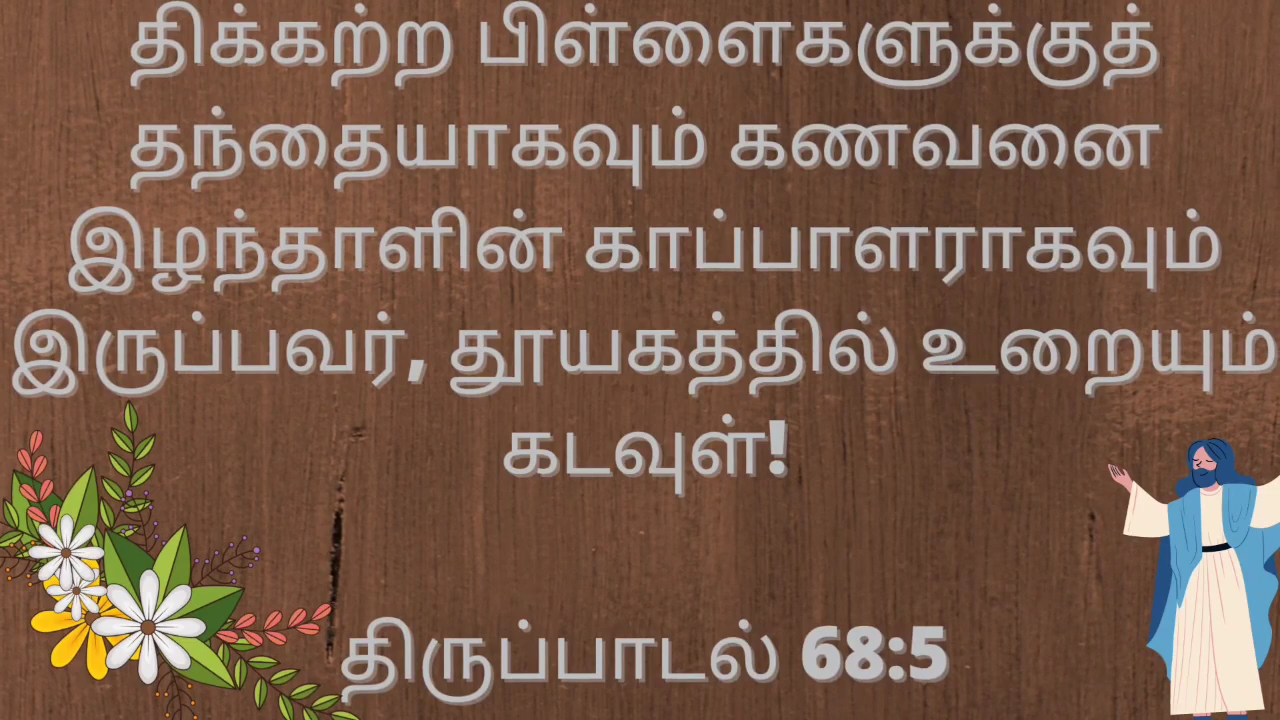 திக்கற்ற பிள்ளைகளுக்குத்
தந்தையாகவும் கணவனை
இழந்தாளின் காப்பாளராகவும்
இருப்பவர், தூயகத்தில் உறையும்
கடவுள்!
திருப்பாடல் 68:5